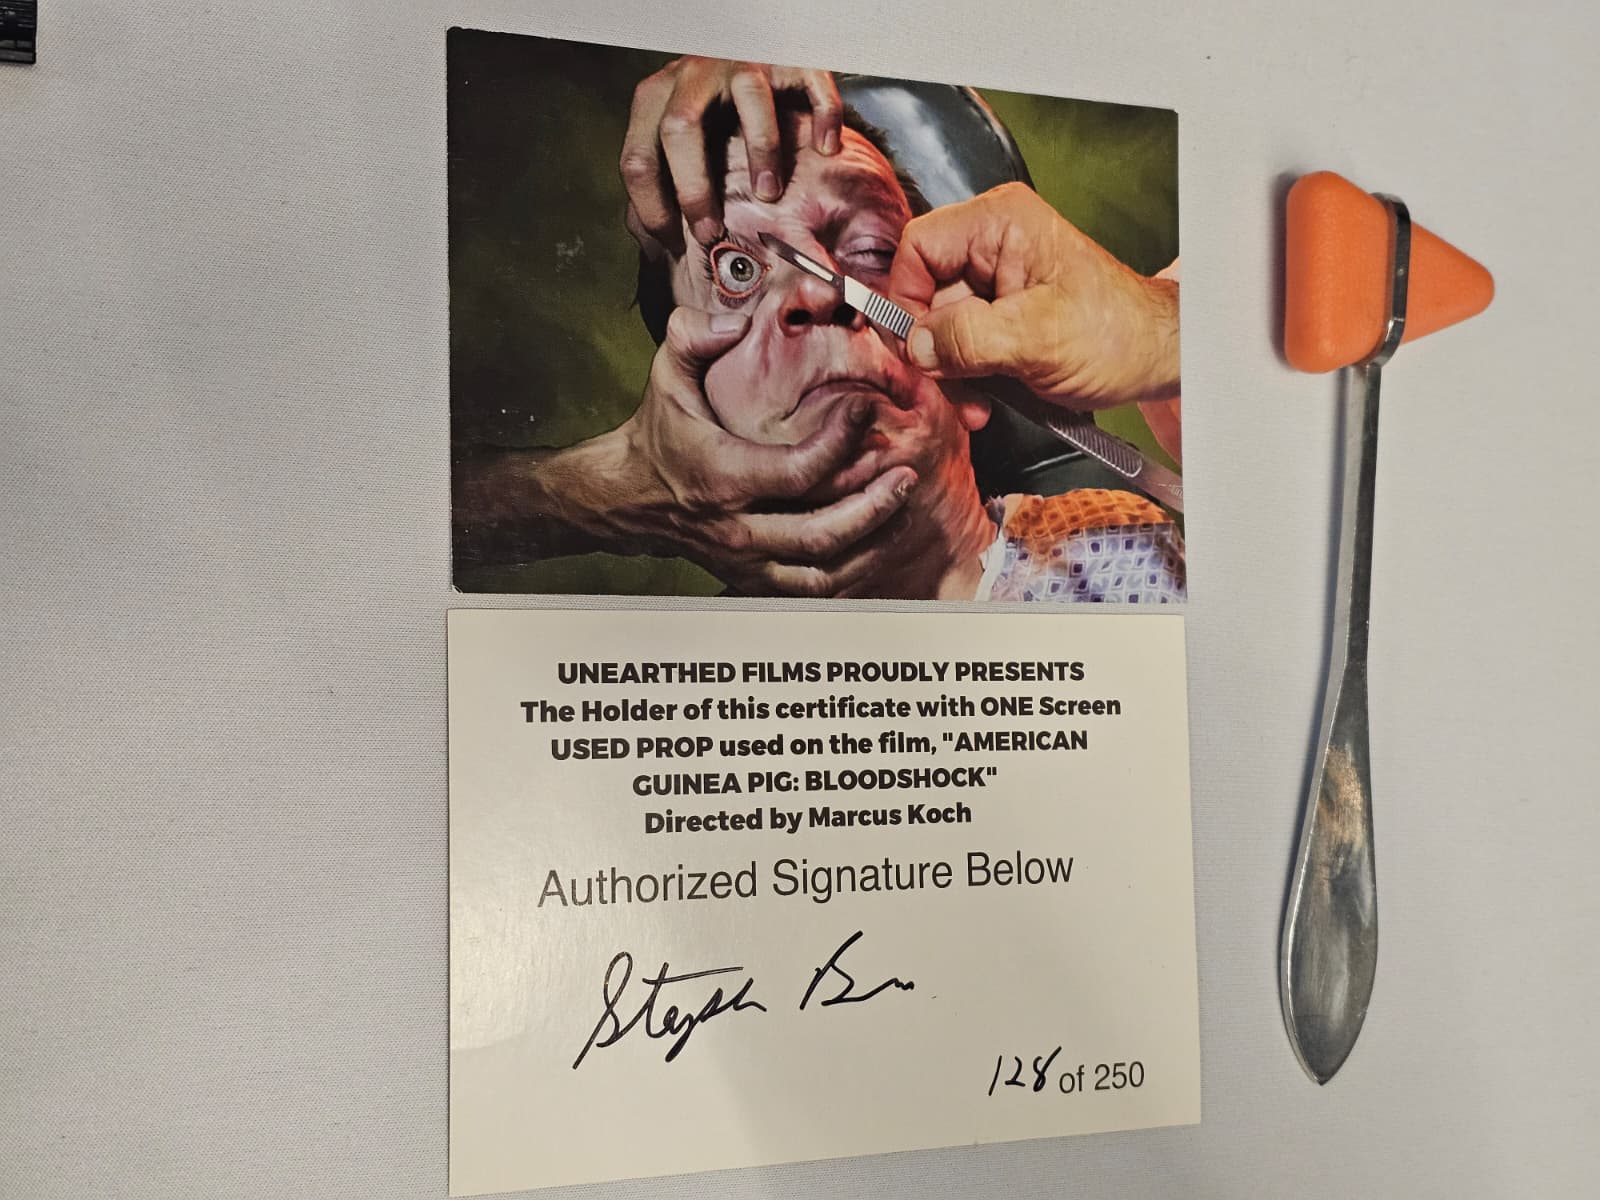 UNEARTHED FILMS PROUDLY PRESENTS
The Holder of this certificate with ONE Screen
USED PROP used on the film, "AMERICAN
GUINEA PIG: BLOODSHOCK"
Directed by Marcus Koch
Authorized Signature Below
Stephen
128 of 250